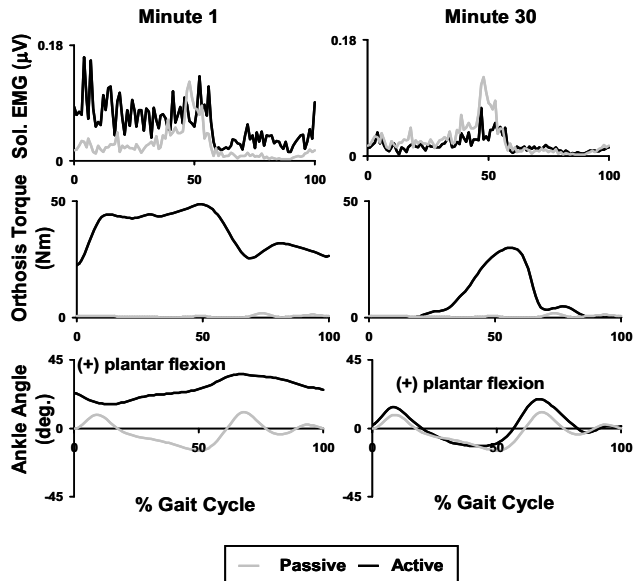 Minute 1
Minute 30
Sol. EMG (μV)
0.18
0
0
50
100
0.18
0
0
50
100
Orthosis Torque
(Nm)
50
0
0
50
100
50
0
0
50
100
Ankle Angle
(deg.)
45
0
-45
(+) plantar flexion
0
50
100
% Gait Cycle
45
0
-45
(+) plantar flexion
0
50
100
% Gait Cycle
Passive Active